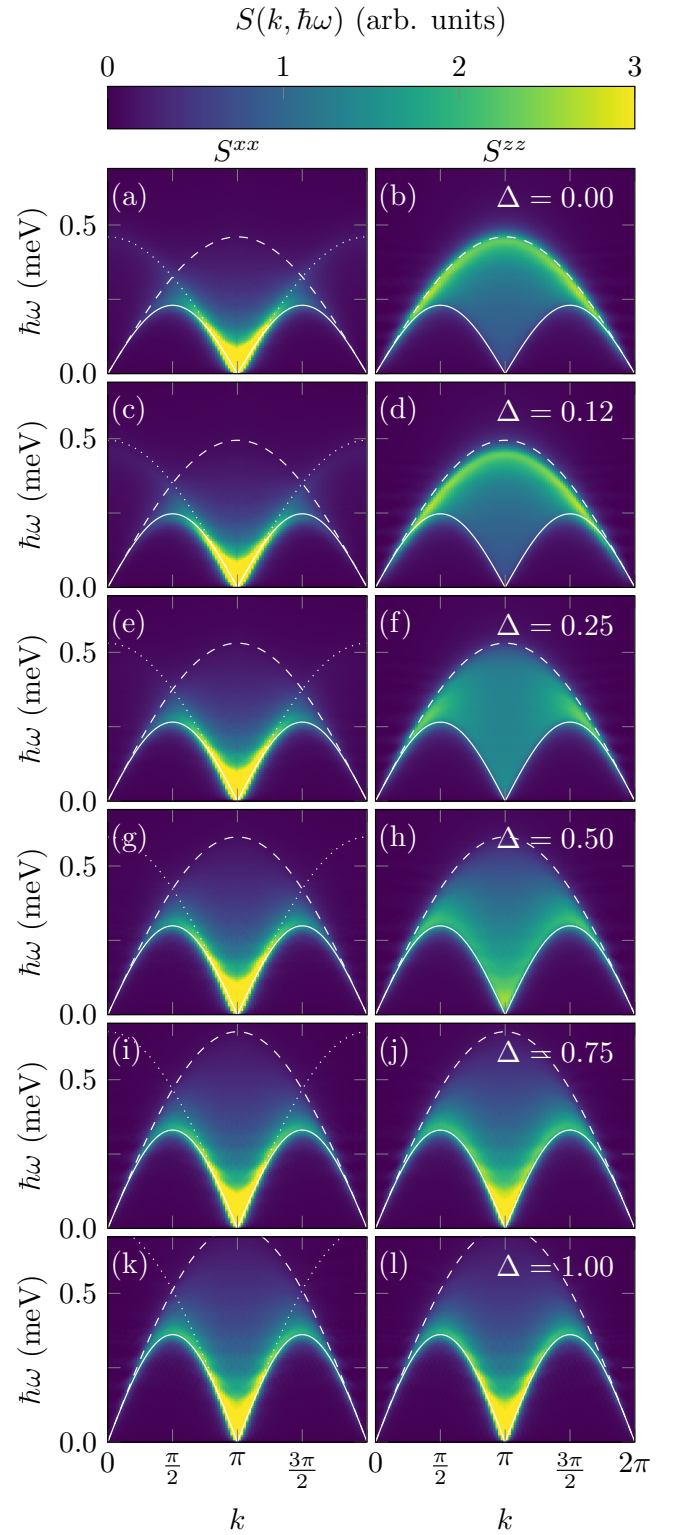 S(k, ħω) (arb. units)
0 1 2 3
S^{xx} S^{zz}
(a) (b) Δ = 0.00
0.5
ħω (meV)
0.0
(c) (d) Δ = 0.12
0.5
ħω (meV)
0.0
(e) (f) Δ = 0.25
0.5
ħω (meV)
0.0
(g) (h) Δ = 0.50
0.5
ħω (meV)
0.0
(i) (j) Δ = 0.75
0.5
ħω (meV)
0.0
(k) (l) Δ = 1.00
0.5
ħω (meV)
0.0
0 π/2 π 3π/2 0 π/2 π 3π/2 2π
k k